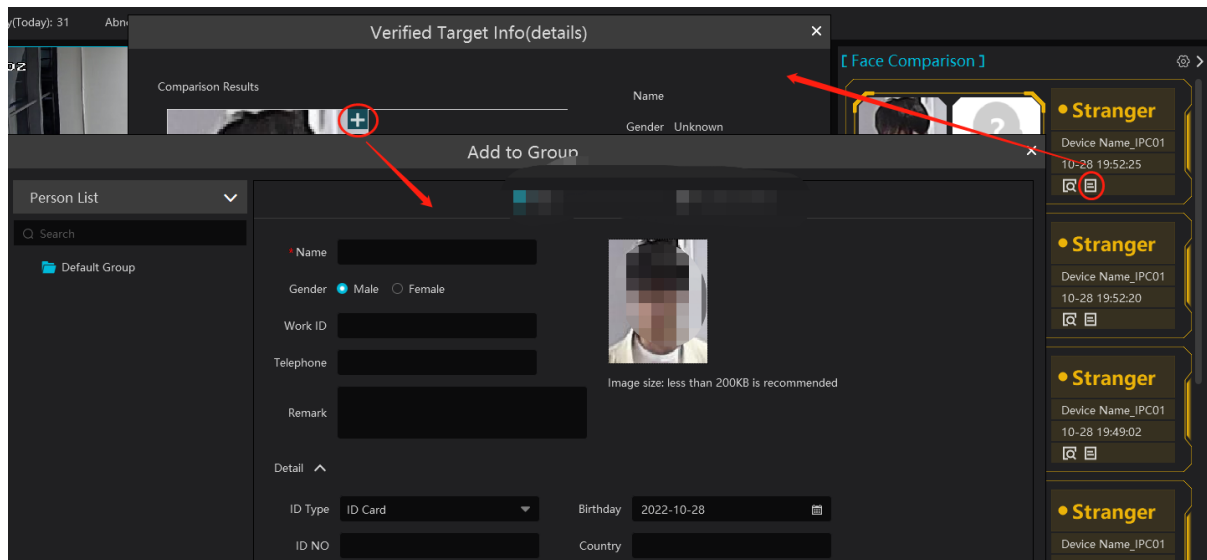 y(Today): 31
Abn
Verified Target Info(details)
[ Face Comparison ]
Comparison Results
Name
Gender Unknown
Stranger
Device Name_IPC01
10-28 19:52:25
Add to Group
Person List
Search
Default Group
* Name
Gender Male Female
Work ID
Telephone
Image size: less than 200KB is recommended
Remark
Detail
ID Type ID Card
Birthday 2022-10-28
ID NO
Country
Stranger
Device Name_IPC01
10-28 19:52:20
Stranger
Device Name_IPC01
10-28 19:49:02
Stranger
Device Name_IPC01